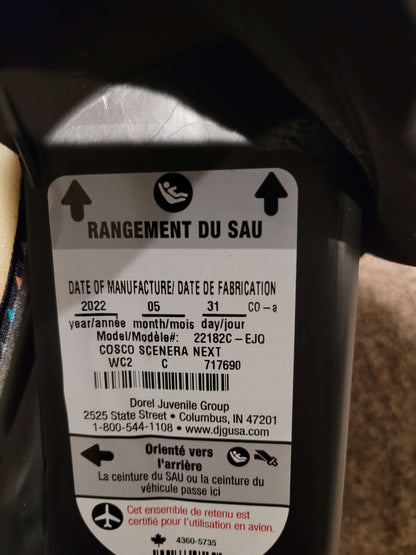 RANGEMENT DU SAU
DATE OF MANUFACTURE/ DATE DE FABRICATION
2022 05 31 CO-a
year/année month/mois day/jour
Model/Modèle#: 22182C-EJQ
COSCO SCENERA NEXT
WC2 C 717690
Dorel Juvenile Group
2525 State Street • Columbus, IN 47201
1-800-544-1108 • www.djgusa.com
Orienté vers
l'arrière
La ceinture du SAU ou la ceinture du
véhicule passe ici
Cet ensemble de retenu est
certifié pour l'utilisation en avion.
4360-5735